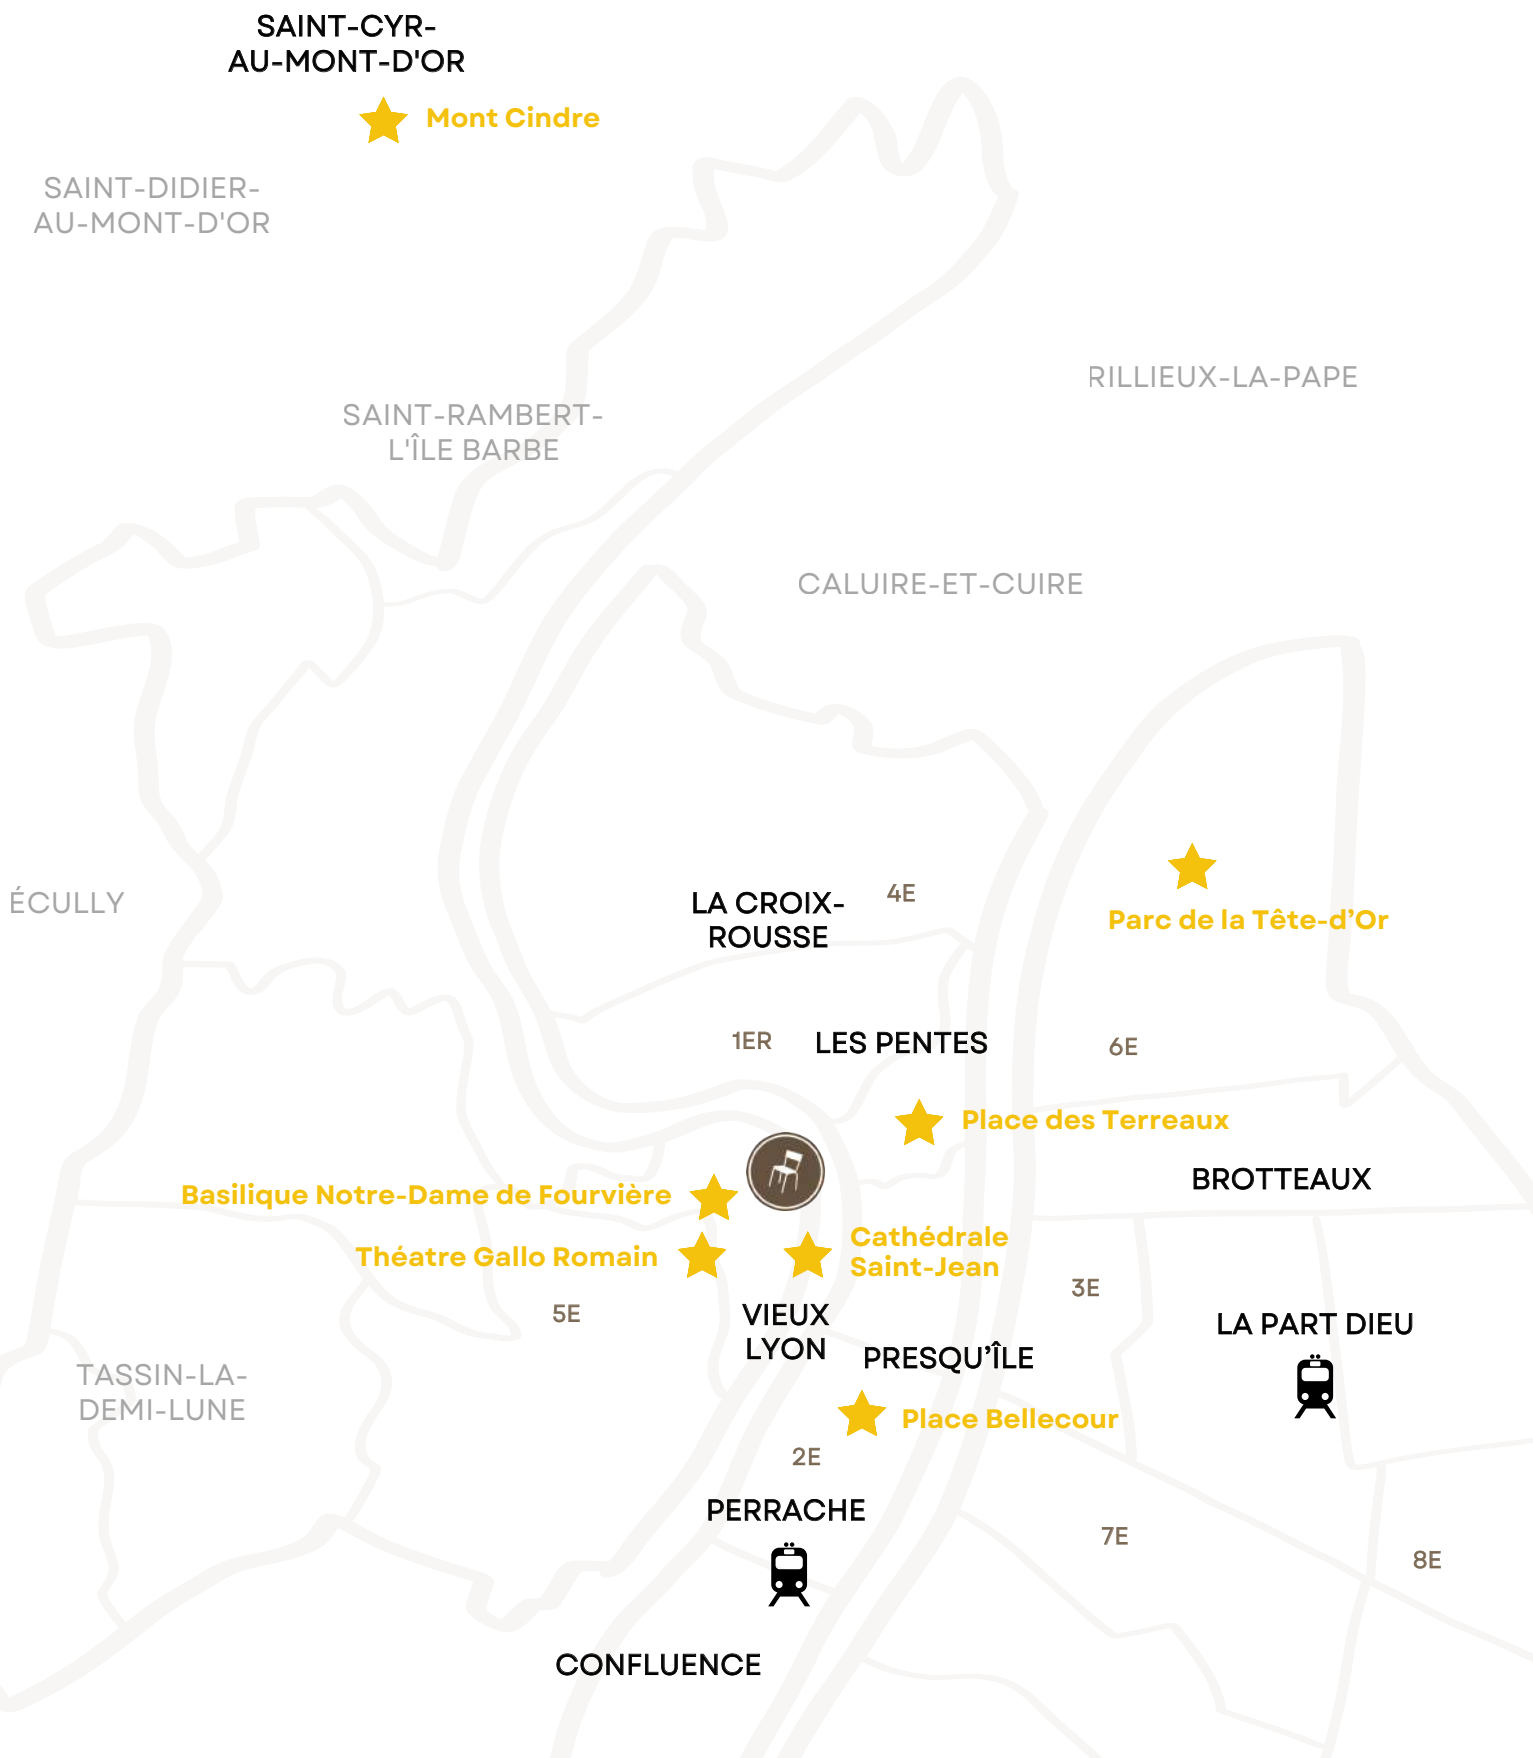 SAINT-CYR-
AU-MONT-D'OR
Mont Cindre
SAINT-DIDIER-
AU-MONT-D'OR
RILLIEUX-LA-PAPE
SAINT-RAMBERT-
L'ÎLE BARBE
CALUIRE-ET-CUIRE
ÉCULLY
LA CROIX-
ROUSSE
4E
Parc de la Tête-d’Or
1ER
LES PENTES
6E
Place des Terreaux
BROTTEAUX
Basilique Notre-Dame de Fourvière
Théatre Gallo Romain
Cathédrale
Saint-Jean
3E
5E
VIEUX
LYON
LA PART DIEU
PRESQU’ÎLE
TASSIN-LA-
DEMI-LUNE
Place Bellecour
2E
PERRACHE
7E
8E
CONFLUENCE